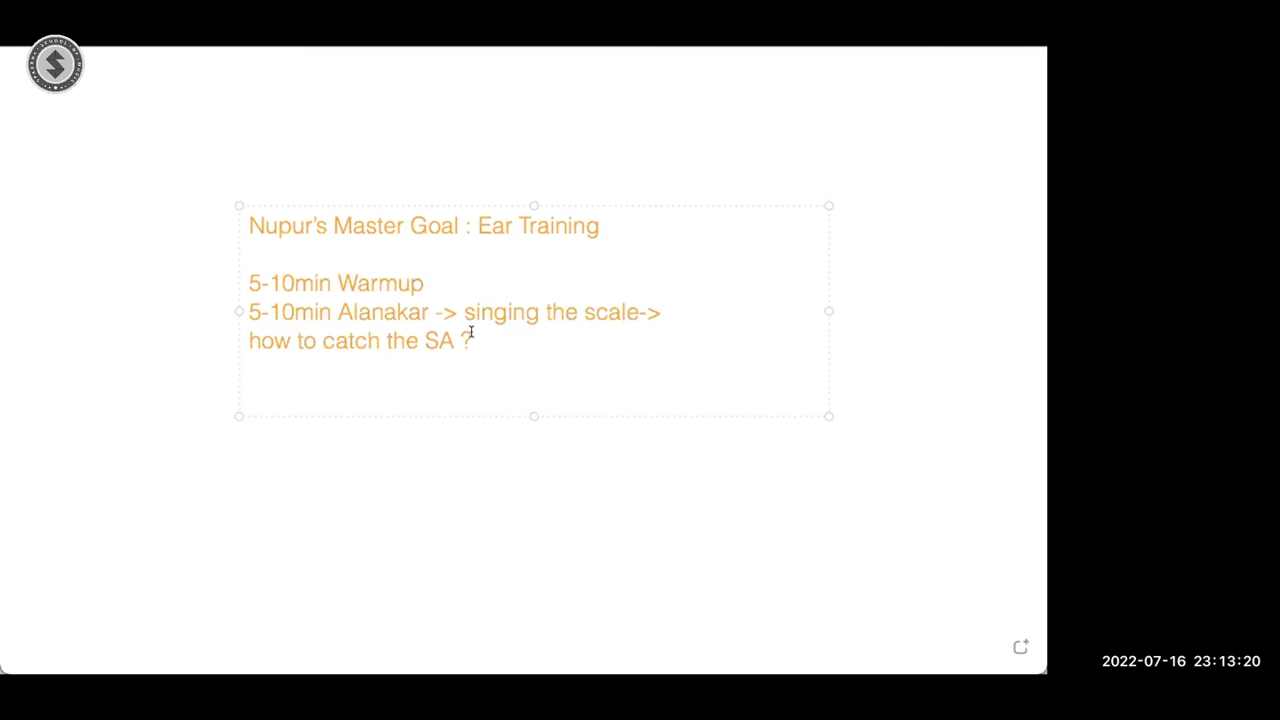 Nupur's Master Goal : Ear Training
5-10min Warmup
5-10min Alanakar -> singing the scale->
how to catch the SA ?
2022-07-16 23:13:20